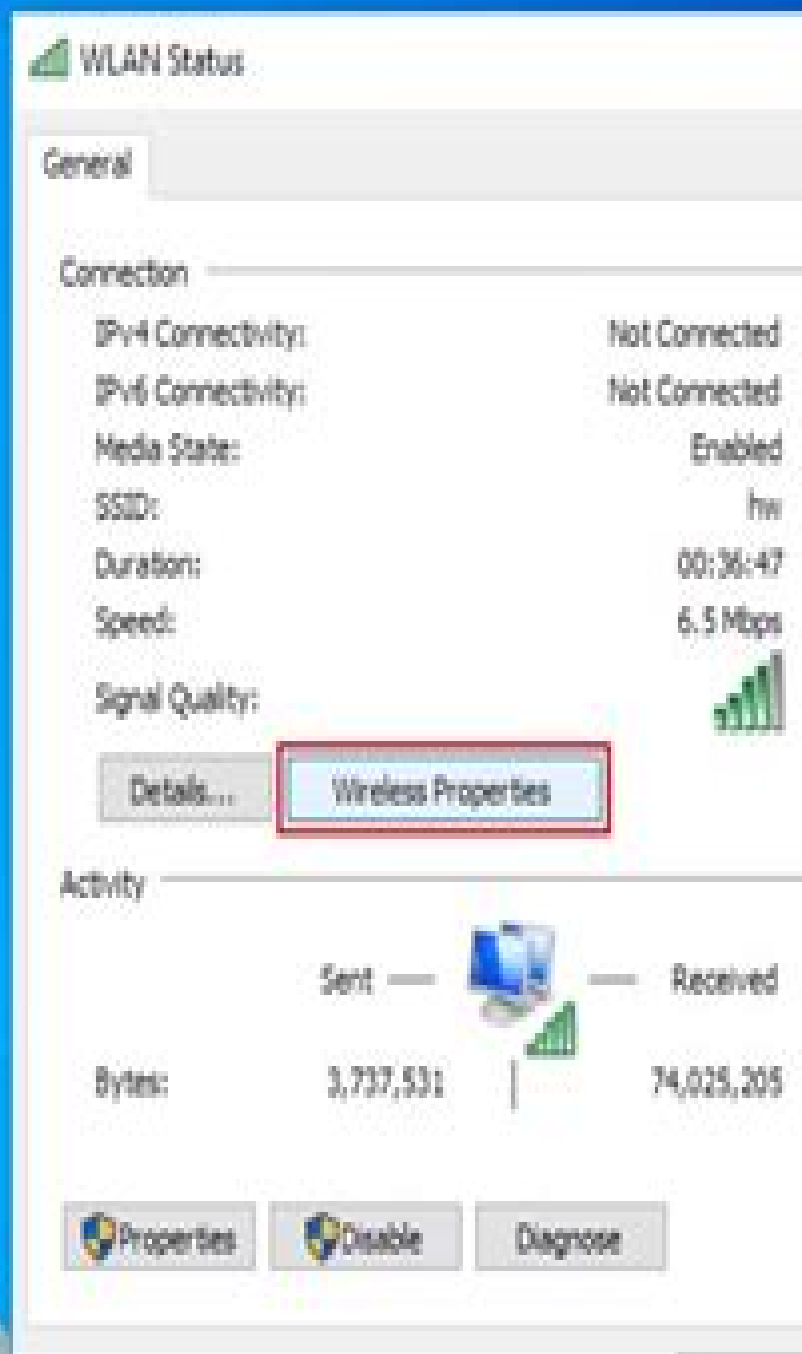 WLAN Status
General
Connection
IPv4 Connectivity: Not Connected
IPv6 Connectivity: Not Connected
Media State: Enabled
SSID: hw
Duration: 00:36:47
Speed: 6.5 Mbps
Signal Quality:
Details... Wireless Properties
Activity
Sent Received
Bytes: 3,737,531 74,025,205
Properties Disable Diagnose